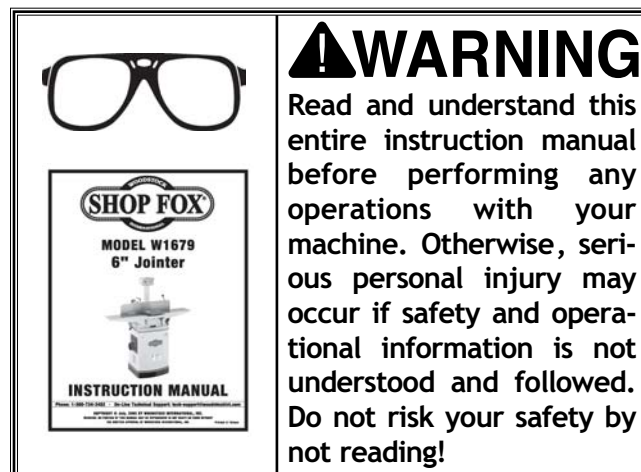 WARNING
Read and understand this
entire instruction manual
before performing any
operations with your
machine. Otherwise, seri-
ous personal injury may
occur if safety and opera-
tional information is not
understood and followed.
Do not risk your safety by
not reading!
WOODSTOCK
SHOP FOX
MODEL W1679
6" Jointer
INSTRUCTION MANUAL